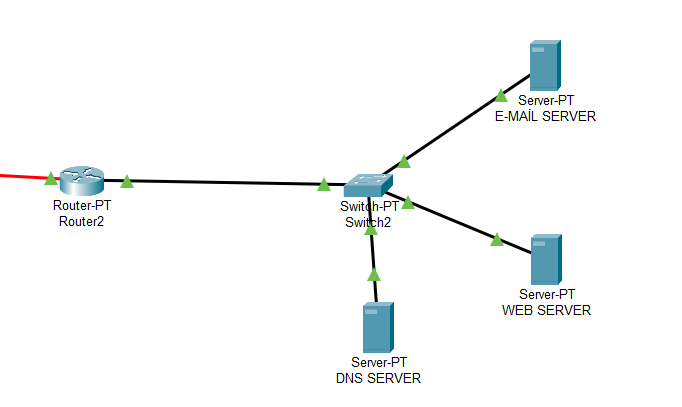 Server-PT
E-MAİL SERVER
Router-PT
Router2
Switch-PT
Switch2
Server-PT
WEB SERVER
Server-PT
DNS SERVER